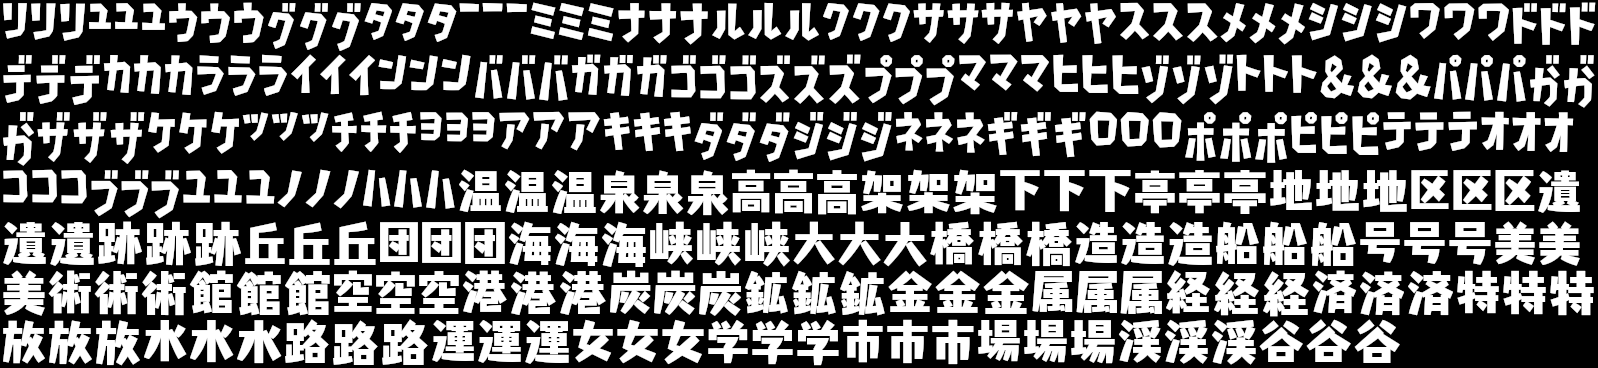 リリリユユユウウウグググタタターーーミミミナナナルルルクククサササヤヤヤスススメメメシシシワワワドドド
デデデカカカララライイインンンバババガガガゴゴゴズズズプププマママヒヒヒゾゾゾトトト＆＆＆パパパガガ
ガザザザケケケツツツチチチヨヨヨアアアキキキダダダジジジネネネギギギロロロポポポピピピテテテオオオ
コココブブブユユユノノノハハハ温温温泉泉泉高高高架架架下下下亭亭亭地地地区区区遺
遺遺跡跡跡丘丘丘団団団海海海峡峡峡大大大橋橋橋造造造船船船号号号美美
美術術術館館館空空空港港港炭炭炭鉱鉱鉱金金金属属属経経経済済済特特特
放放放水水水路路路運運運女女女学学学市市市場場場渓渓渓谷谷谷